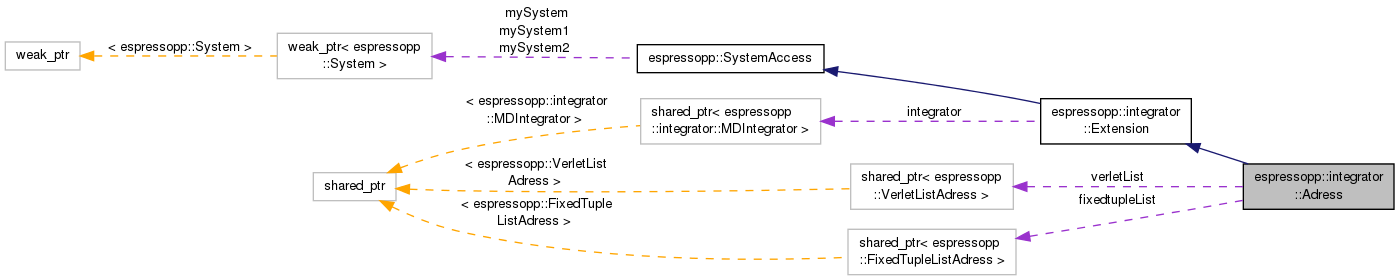 mySystem
mySystem1
mySystem2
weak_ptr
< espressopp::System >
weak_ptr< espressopp
::System >
espressopp::SystemAccess
< espressopp::integrator
::MDIntegrator >
shared_ptr< espressopp
::integrator::MDIntegrator >
integrator
espressopp::integrator
::Extension
shared_ptr
< espressopp::VerletList
Adress >
shared_ptr< espressopp
::VerletListAdress >
verletList
fixedtupleList
espressopp::integrator
::Adress
< espressopp::FixedTuple
ListAdress >
shared_ptr< espressopp
::FixedTupleListAdress >